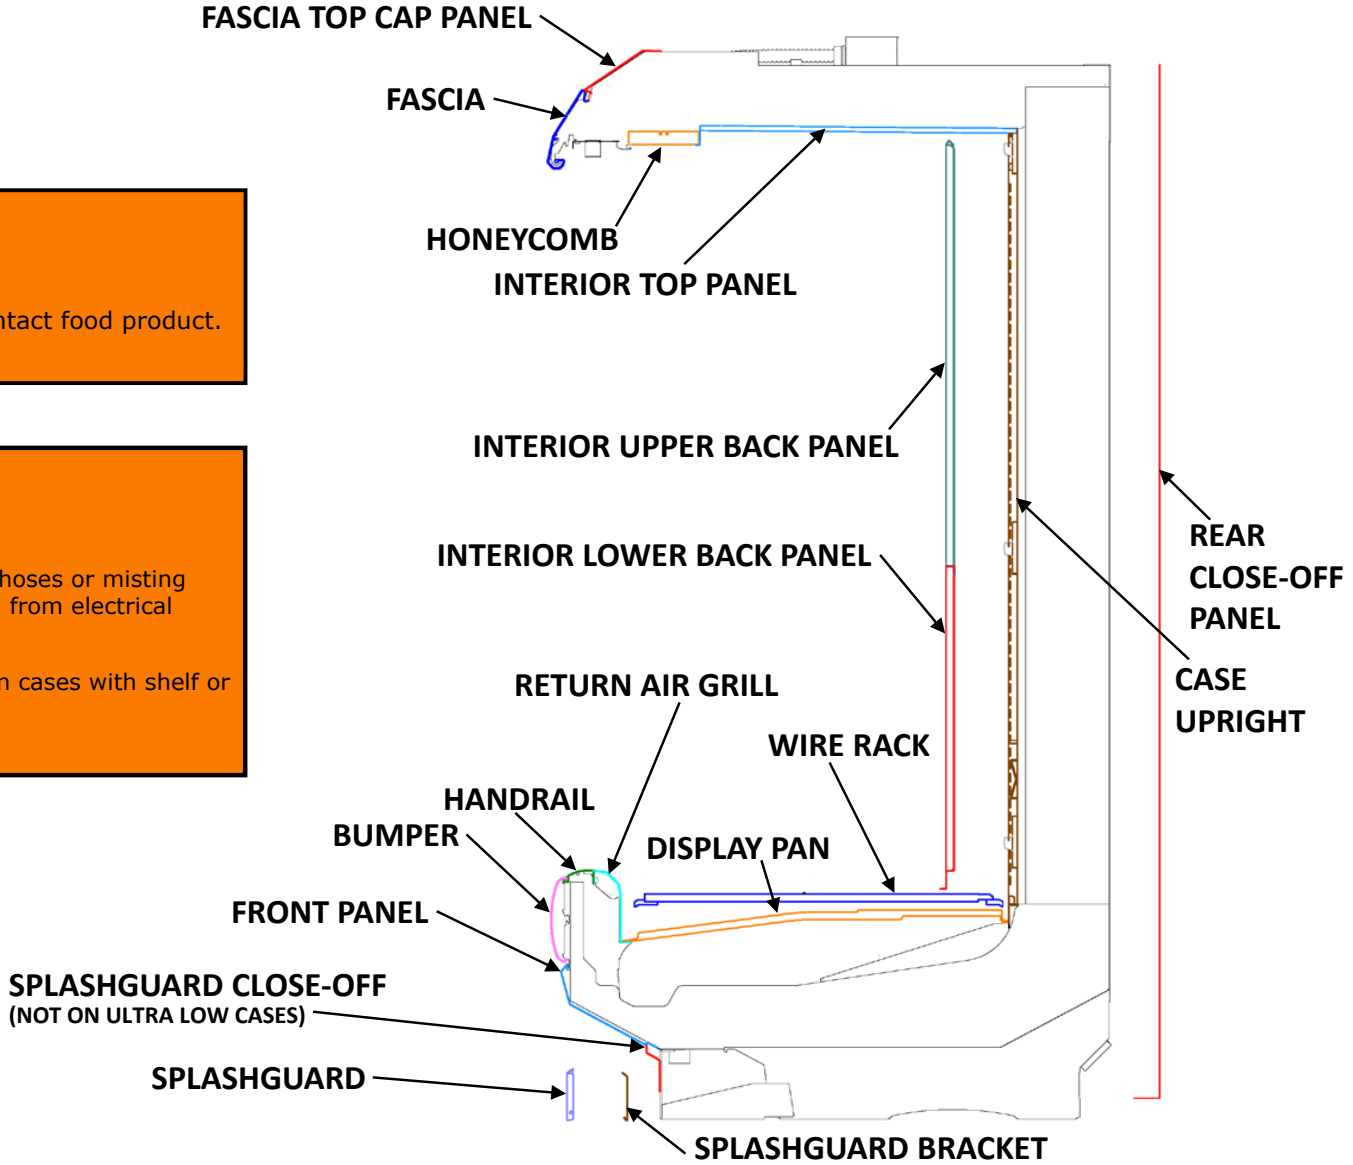 FASCIA TOP CAP PANEL
FASCIA
HONEYCOMB
INTERIOR TOP PANEL
ntact food product.
INTERIOR UPPER BACK PANEL
INTERIOR LOWER BACK PANEL
REAR
CLOSE-OFF
PANEL
hoses or misting
from electrical
n cases with shelf or
CASE
UPRIGHT
RETURN AIR GRILL
WIRE RACK
HANDRAIL
BUMPER
DISPLAY PAN
FRONT PANEL
SPLASHGUARD CLOSE-OFF
(NOT ON ULTRA LOW CASES)
SPLASHGUARD
SPLASHGUARD BRACKET